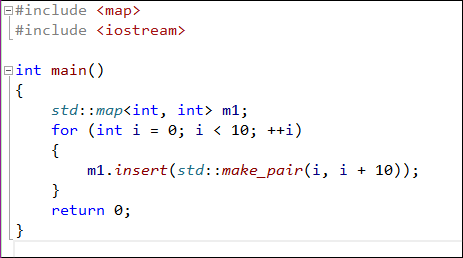 #include <map>
#include <iostream>
int main()
{
    std::map<int, int> m1;
    for (int i = 0; i < 10; ++i)
    {
        m1.insert(std::make_pair(i, i + 10));
    }
    return 0;
}